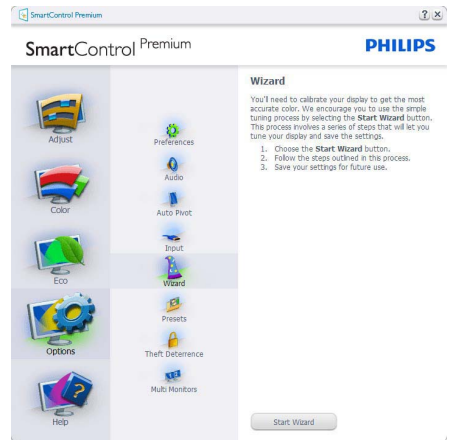 SmartControl Premium
? X
SmartControl Premium
PHILIPS
Adjust
Color
Eco
Options
Help
Preferences
Audio
Auto Pivot
Input
Wizard
Presets
Theft Deterrence
Multi Monitors
Wizard
You'll need to calibrate your display to get the most
accurate color. We encourage you to use the simple
tuning process by selecting the Start Wizard button.
This process involves a series of steps that will let you
tune your display and save the settings.
1. Choose the Start Wizard button.
2. Follow the steps outlined in this process.
3. Save your settings for future use.
Start Wizard